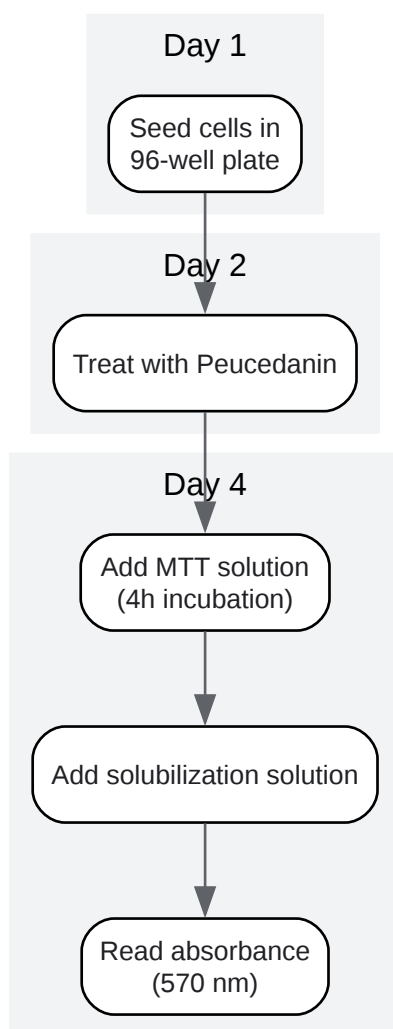 Day 1
Seed cells in
96-well plate
Day 2
Treat with Peucedanin
Day 4
Add MTT solution
(4h incubation)
Add solubilization solution
Read absorbance
(570 nm)